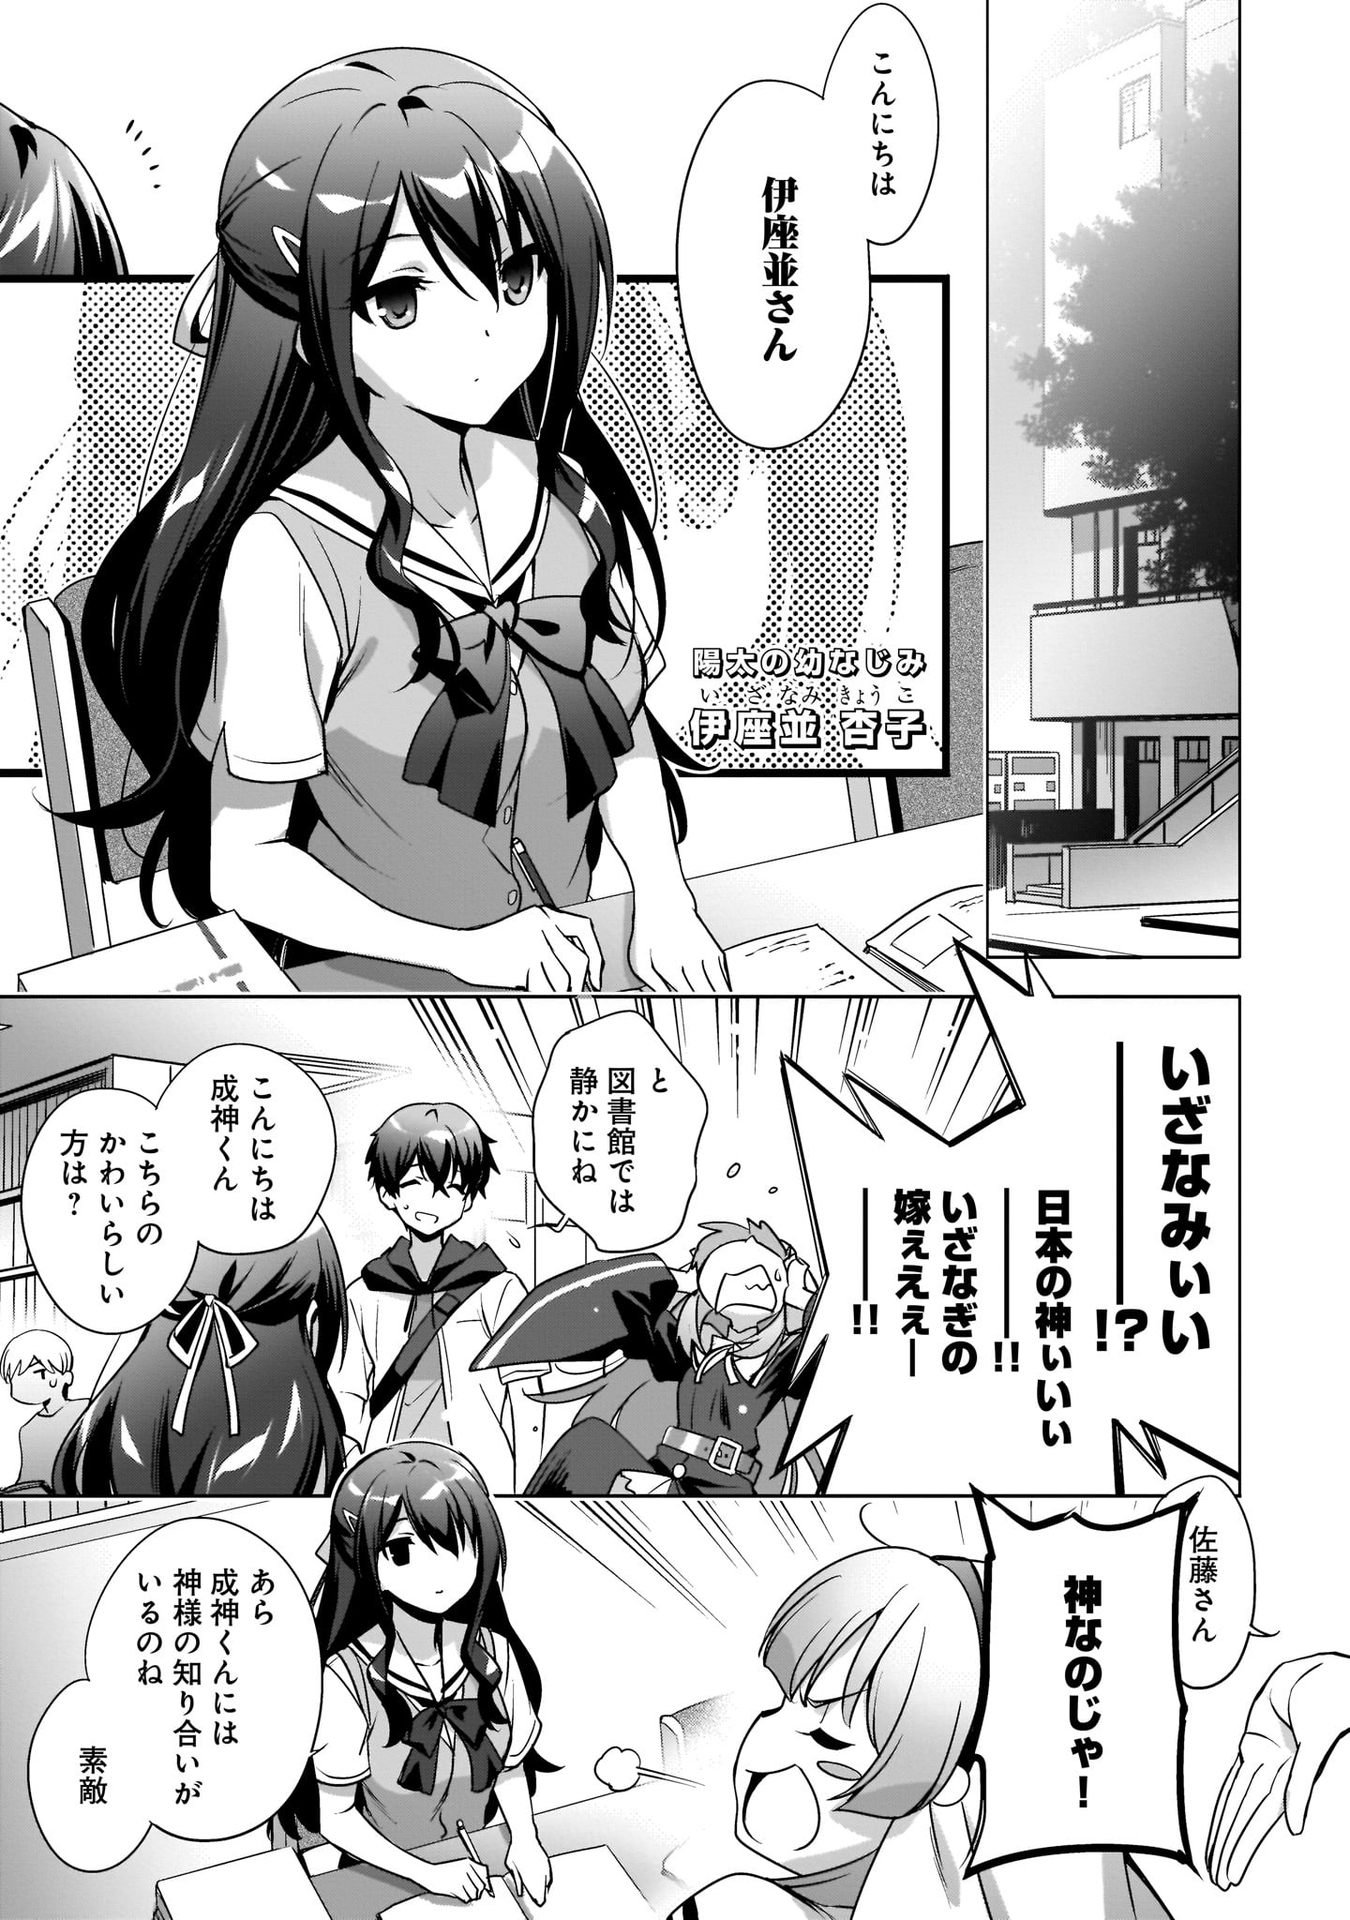 こんにちは
伊座並さん
陽太の幼なじみ
いざなみ きょうこ
伊座並 杏子
いざなみぃい
――――!?
日本の神ぃいいぃ
――――!!
いざなぎの
嫁ぇええぇ―
――――!!
と
図書館では
静かにね
こんにちは
成神くん
こちらの
かわいらしい
方は？
佐藤さん
神なのじゃ！
あら
成神くんには
神様の知り合いが
いるのね
素敵